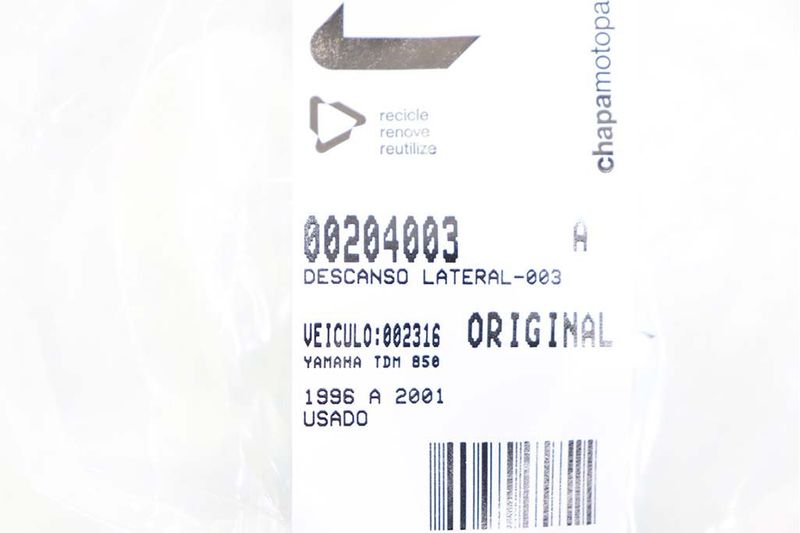 recicle
renove
reutilize
chapamotopa
00204003 A
DESCANSO LATERAL-003
VEICULO:002316 ORIGINAL
YAMAHA TDM 850
1996 A 2001
USADO